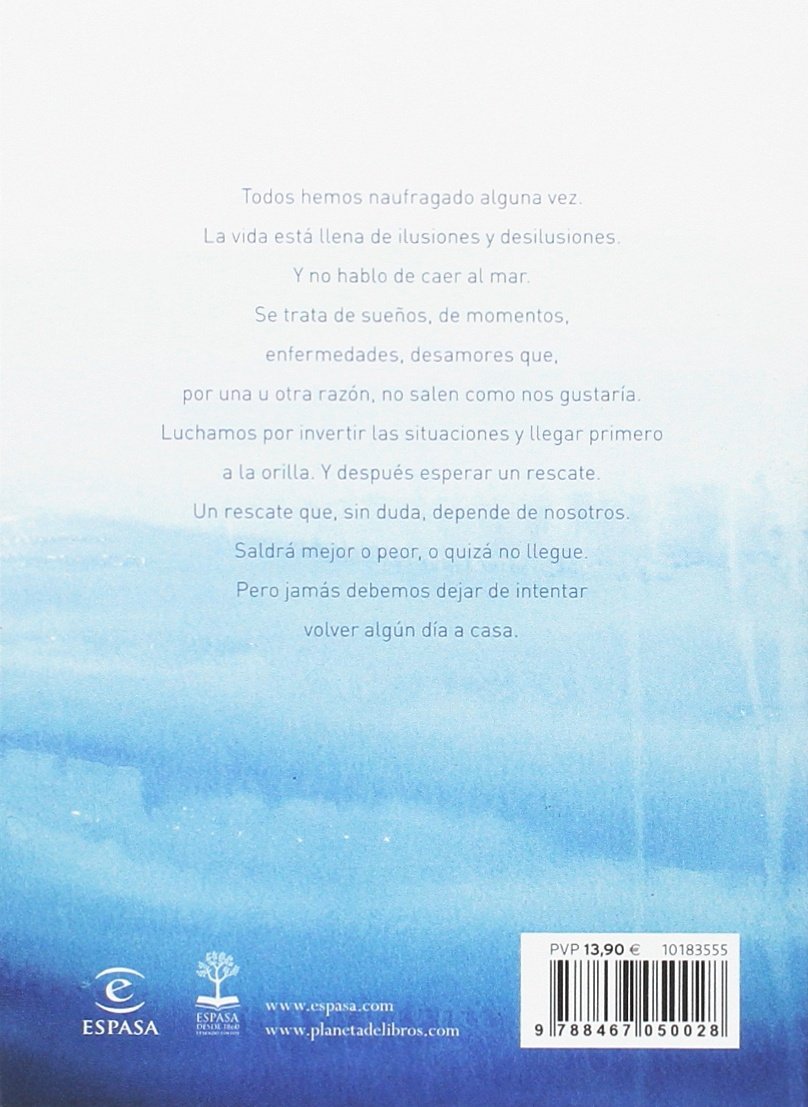 Todos hemos naufragado alguna vez.
La vida está llena de ilusiones y desilusiones.
Y no hablo de caer al mar.
Se trata de sueños, de momentos,
enfermedades, desamores que,
por una u otra razón, no salen como nos gustaría.
Luchamos por invertir las situaciones y llegar primero
a la orilla. Y después esperar un rescate.
Un rescate que, sin duda, depende de nosotros.
Saldrá mejor o peor, o quizá no llegue.
Pero jamás debemos dejar de intentar
volver algún día a casa.
PVP 13,90 € 10183555
9 788467 050028
e
ESPASA
ESPASA
DESDE 1860
www.espasa.com
www.planetadelibros.com